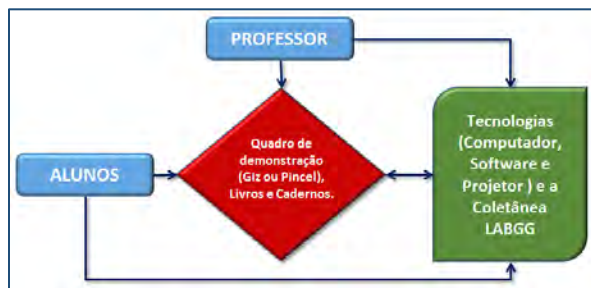 PROFESSOR
Quadro de
demonstração
(Giz ou Pincel),
Livros e Cadernos.
ALUNOS
Tecnologias
(Computador,
Software e
Projetor ) e a
Coletânea
LABGG